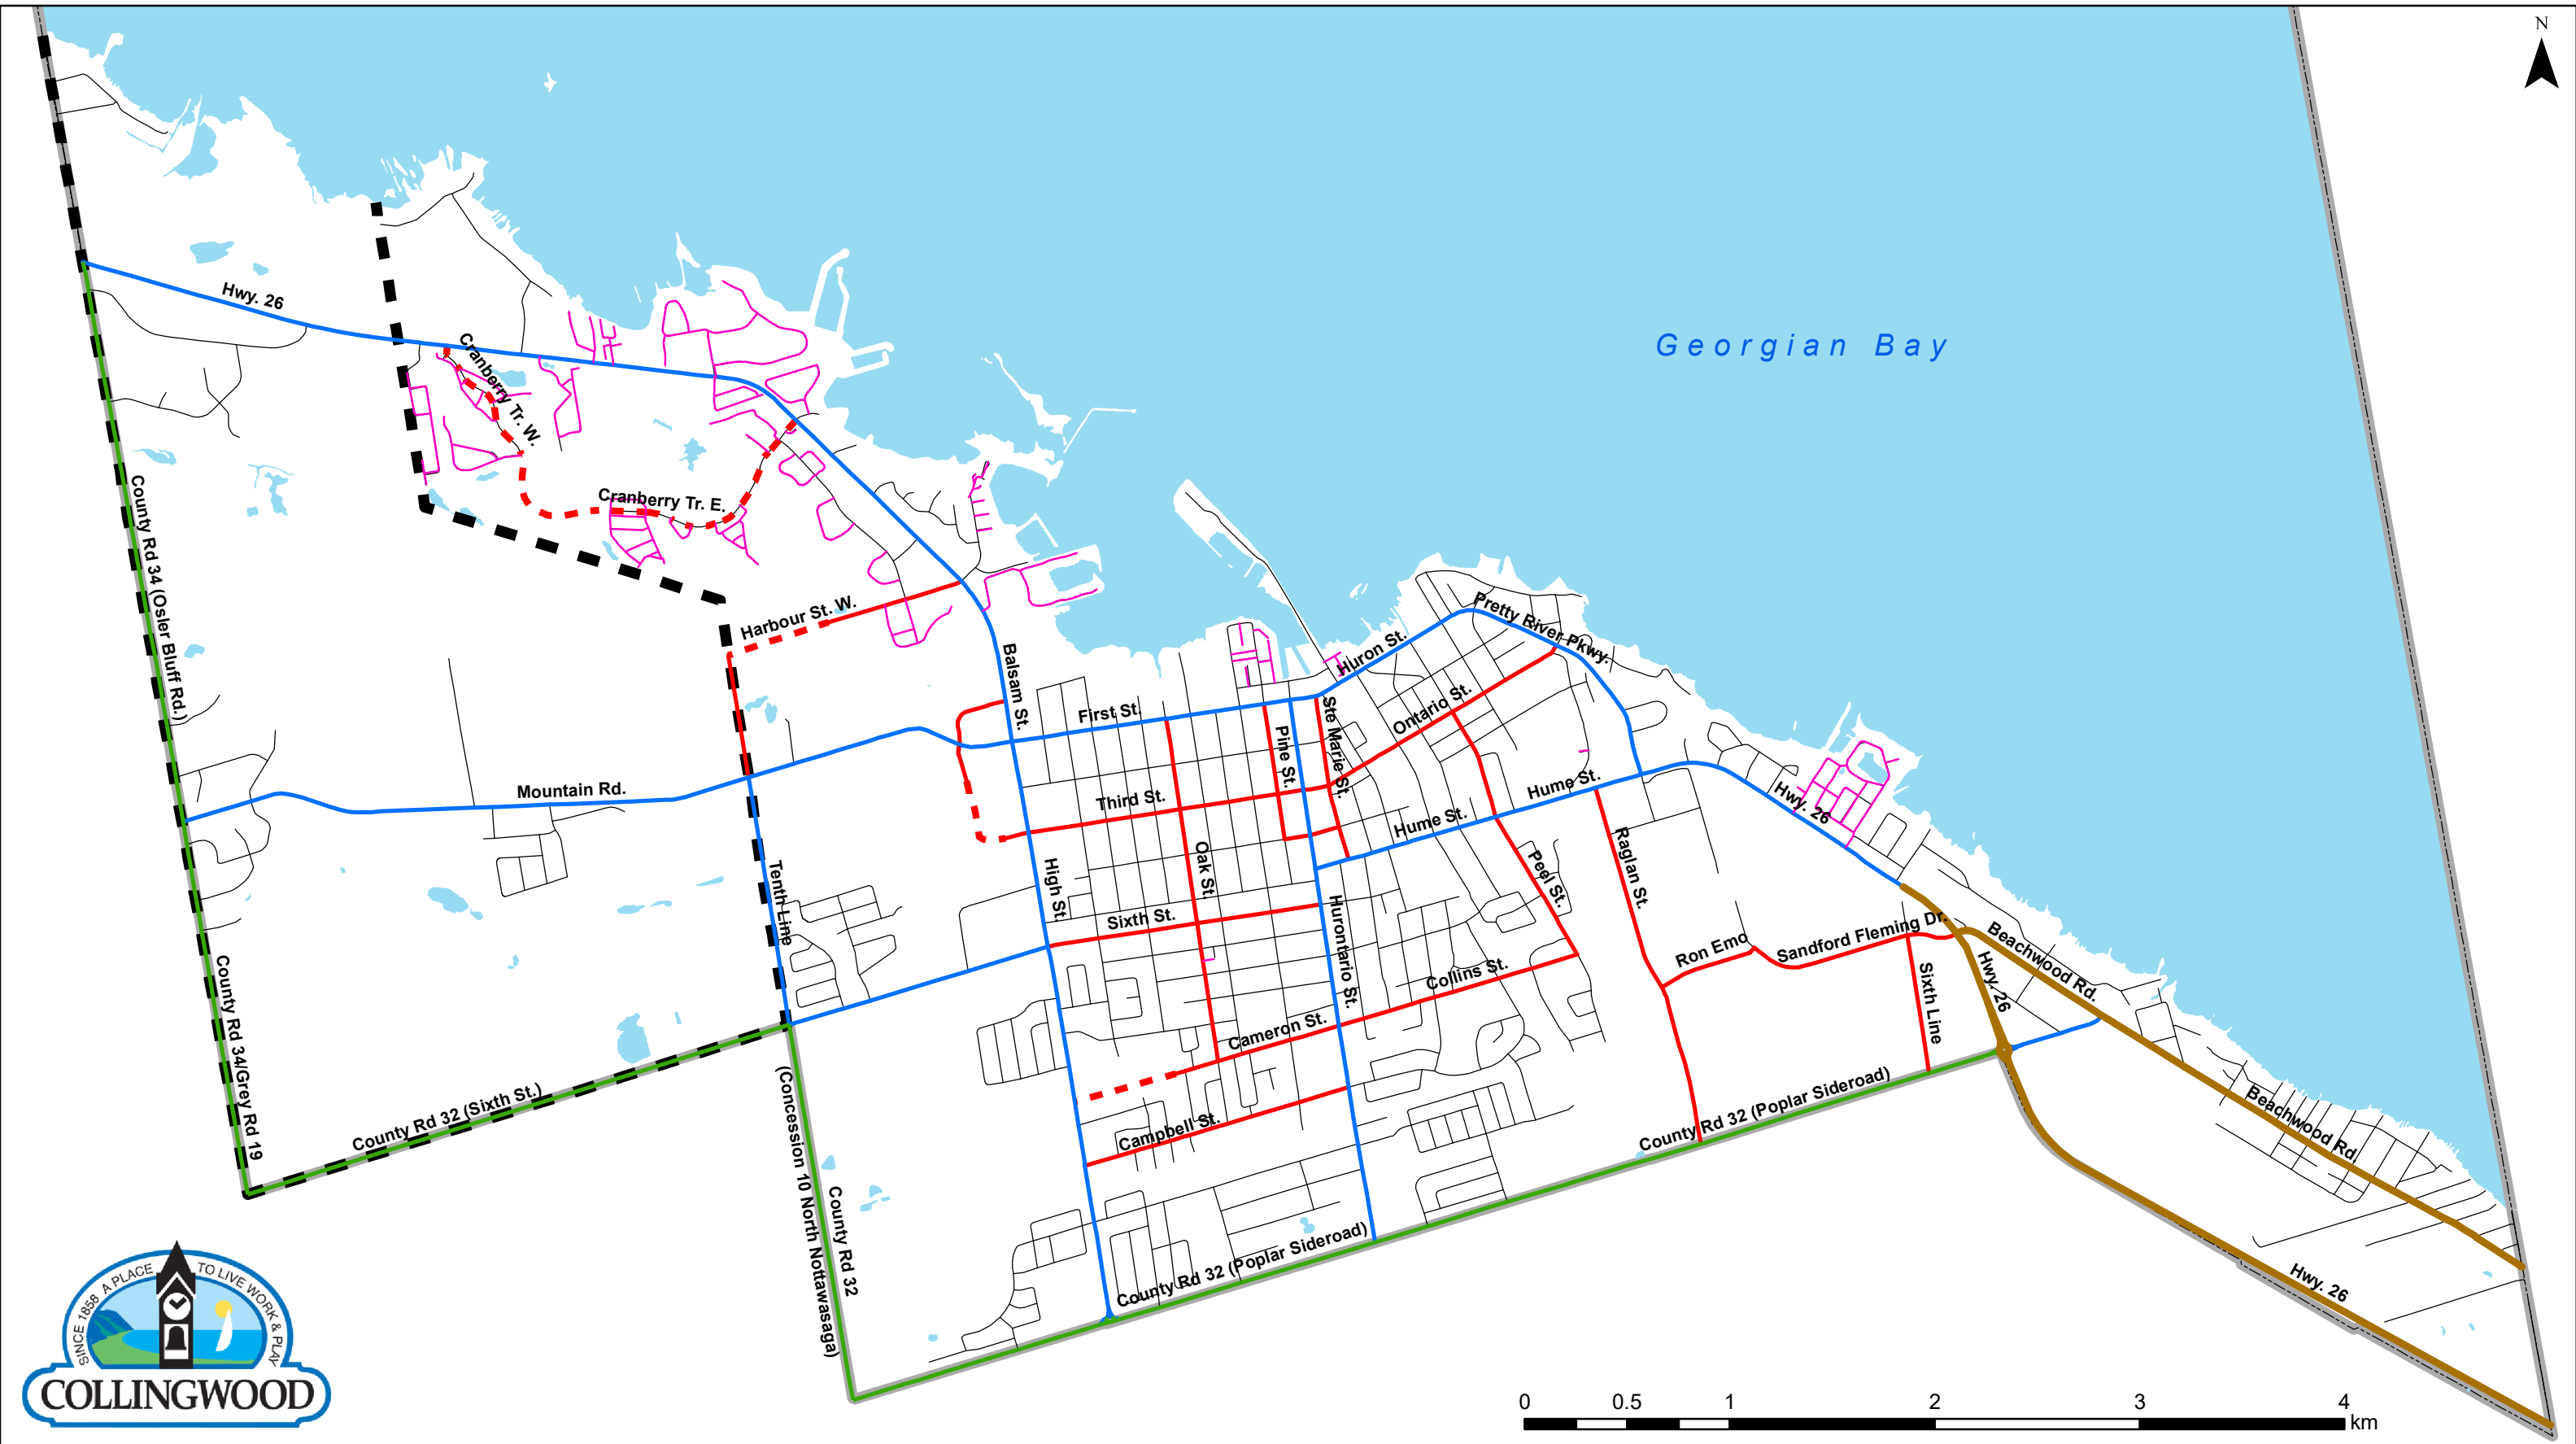 N
Georgian Bay
Hwy. 26
Cranberry Tr. W.
Cranberry Tr. E.
County Rd 34 (Osler Bluff Rd.)
Harbour St. W.
Balsam St.
Huron St.
Pretty River Pkwy.
First St.
Pine St.
Ste Marie St.
Ontario St.
Mountain Rd.
Third St.
Hume St.
Hume St.
Hwy. 26
Tenth Line
High St.
Oak St.
Peel St.
Raglan St.
Sixth St.
Hurontario St.
Collins St.
Ron Emo
Sandford Fleming Dr.
Beachwood Rd.
Hwy. 26
Sixth Line
County Rd 34/Grey Rd 19
Cameron St.
County Rd 32 (Sixth St.)
(Concession 10 North Nottawasaga)
County Rd 32
Campbell St.
County Rd 32 (Poplar Sideroad)
Beachwood Rd.
County Rd 32 (Poplar Sideroad)
Hwy. 26
SINCE 1858 A PLACE TO LIVE WORK & PLAY
COLLINGWOOD
0 0.5 1 2 3 4
km